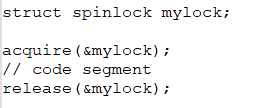 struct spinlock mylock;
acquire(&mylock);
// code segment
release(&mylock);